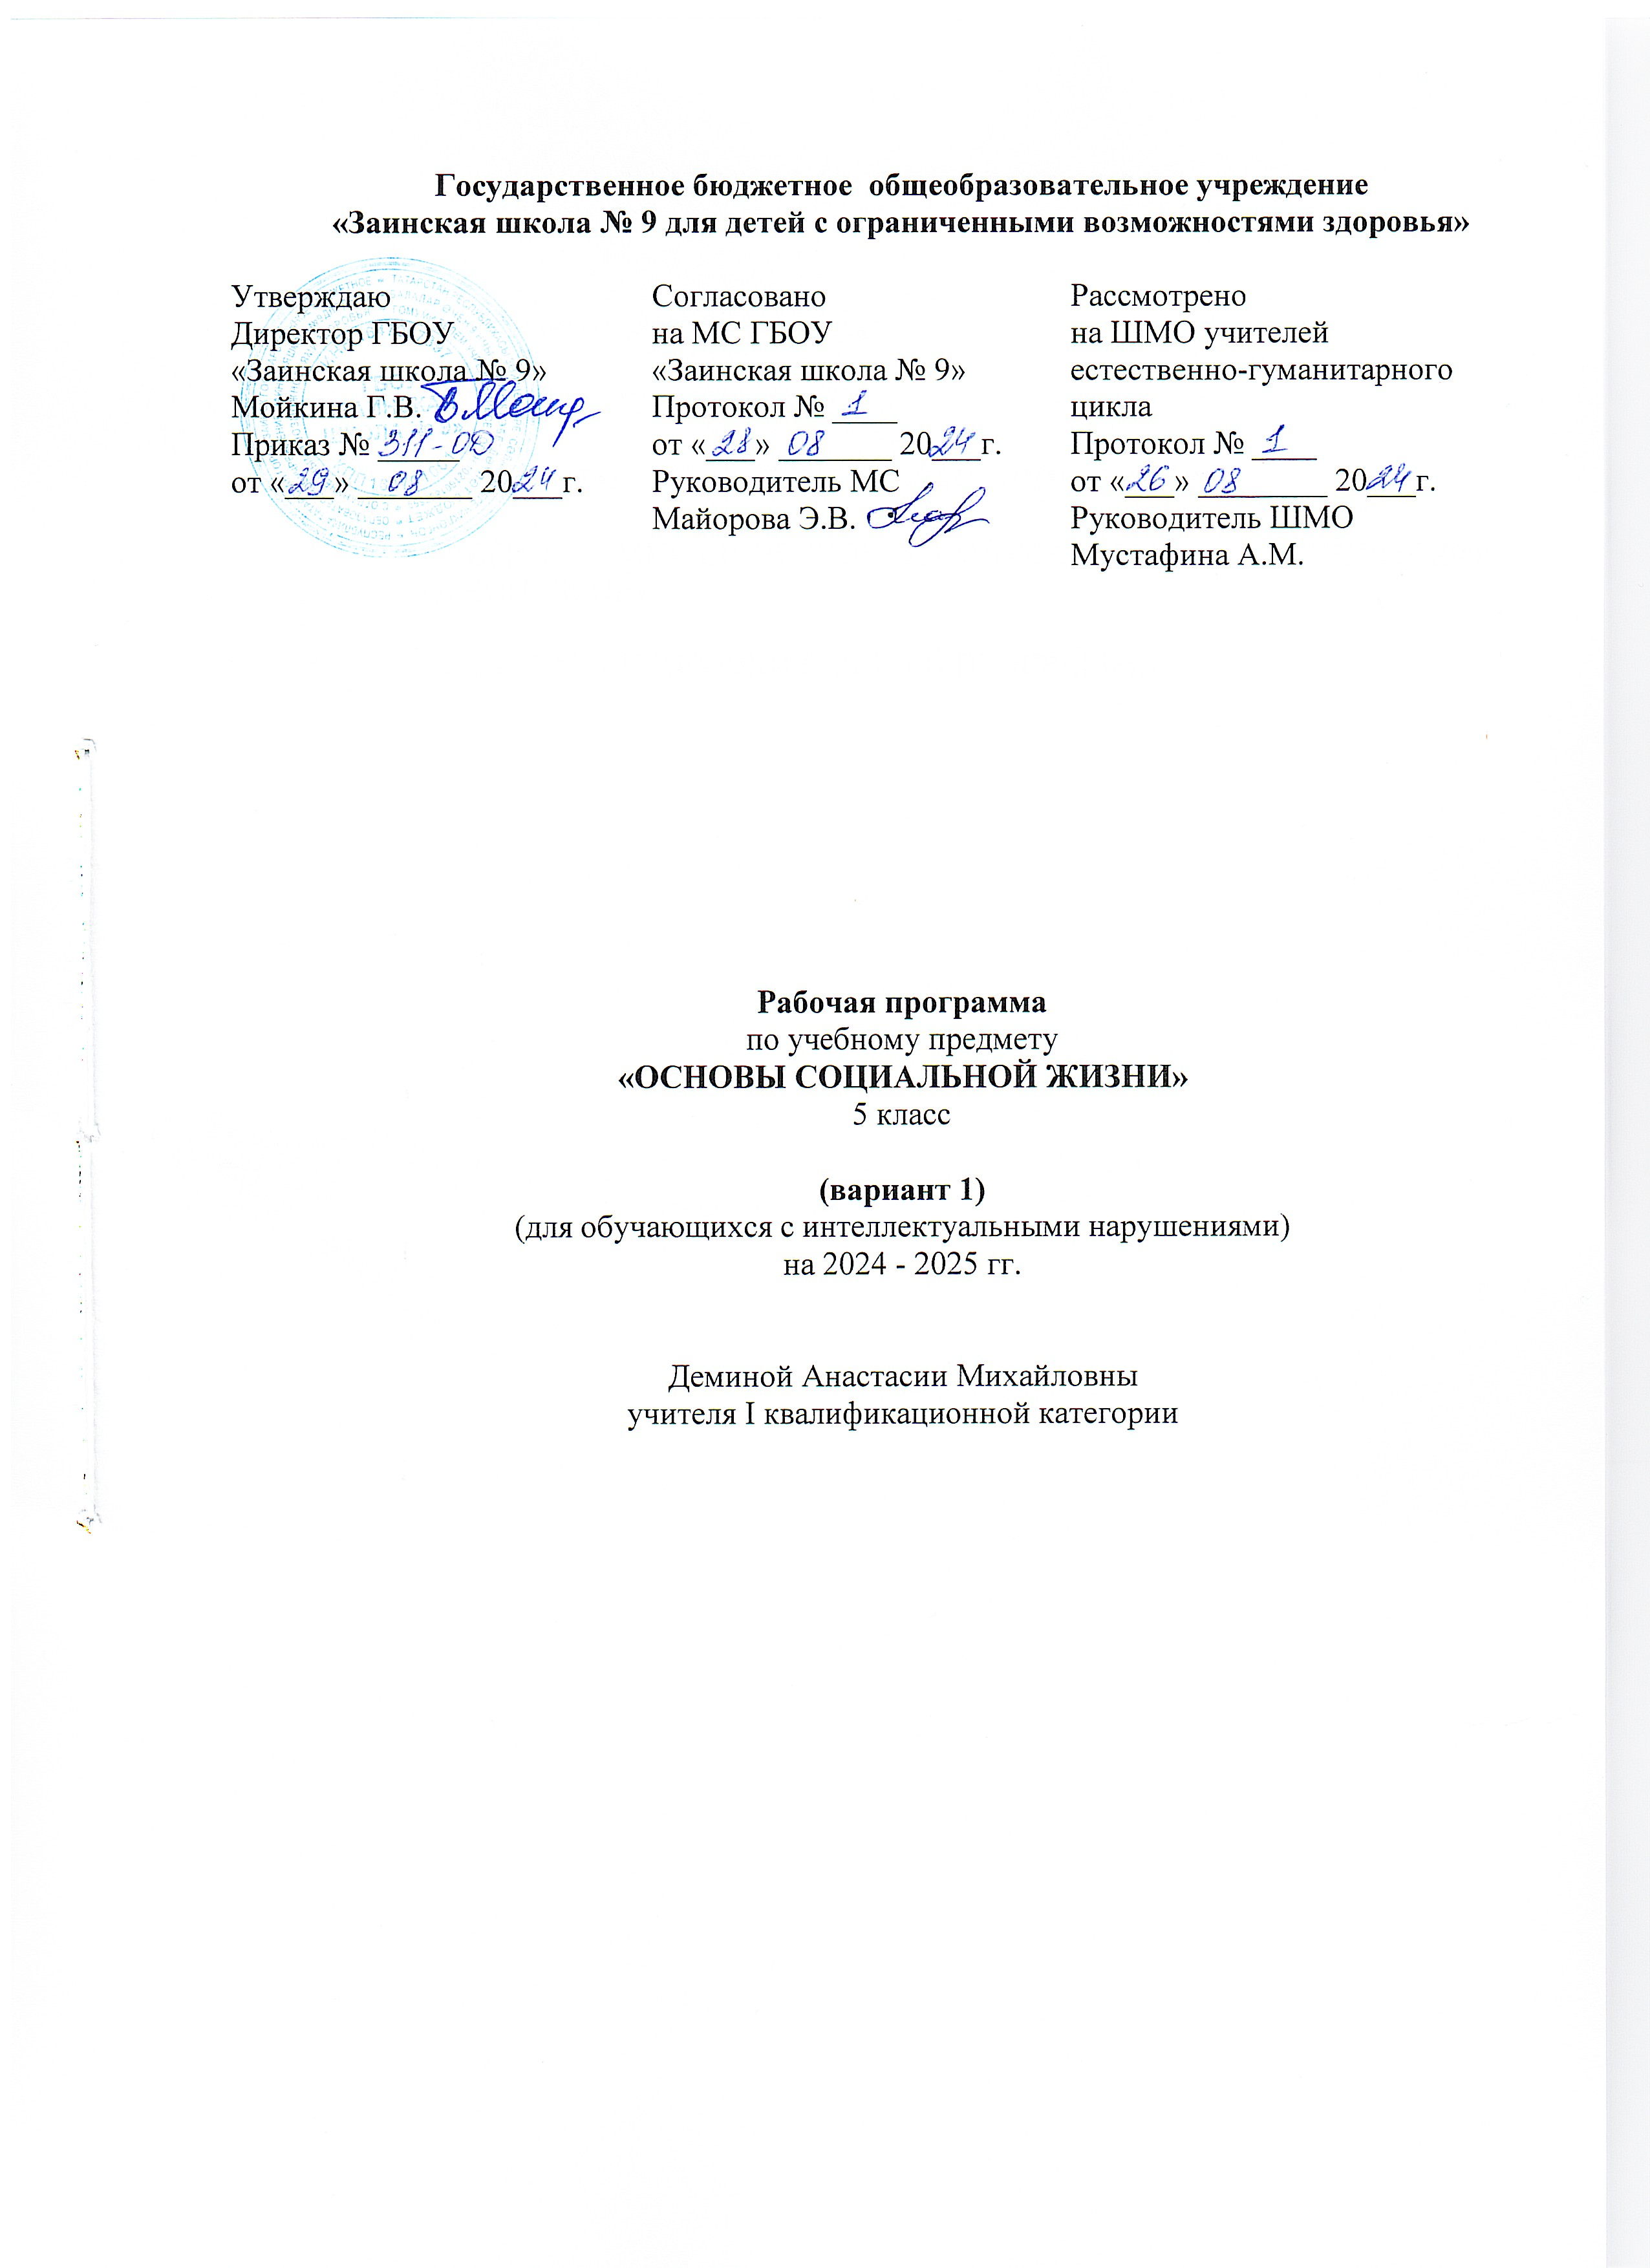 Государственное бюджетное общеобразовательное учреждение
«Заинская школа № 9 для детей с ограниченными возможностями здоровья»
Утверждаю
Директор ГБОУ
«Заинская школа № 9»
Мойкина Г.В.
Приказ № 311-ОД
от «29» 08 2024г.
Согласовано
на МС ГБОУ
«Заинская школа № 9»
Протокол № 1
от «28» 08 2024г.
Руководитель МС
Майорова Э.В.
Рассмотрено
на ШМО учителей
естественно-гуманитарного
цикла
Протокол № 1
от «26» 08 2024г.
Руководитель ШМО
Мустафина А.М.
Рабочая программа
по учебному предмету
«ОСНОВЫ СОЦИАЛЬНОЙ ЖИЗНИ»
5 класс
(вариант 1)
(для обучающихся с интеллектуальными нарушениями)
на 2024 - 2025 гг.
Деминой Анастасии Михайловны
учителя I квалификационной категории